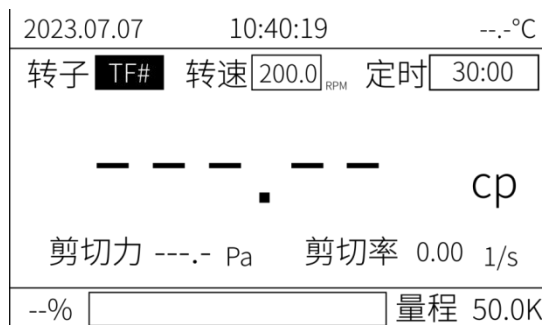 2023.07.07 10:40:19 --.-°C
转子 TF# 转速 200.0 RPM 定时 30:00
---.-- cp
剪切力 ---.- Pa 剪切率 0.00 1/s
--% 量程 50.0K